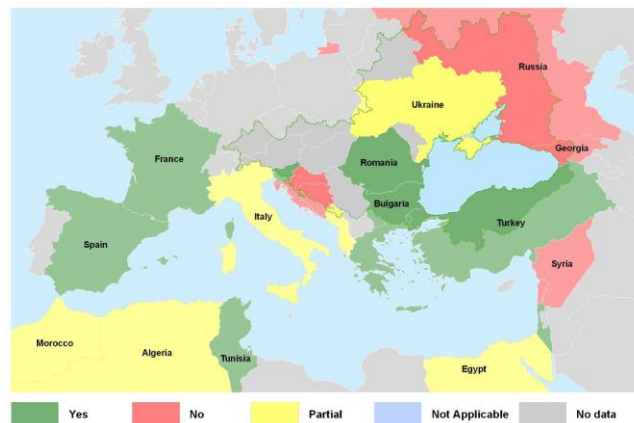 Russia
Ukraine
France
Romania
Georgia
Italy
Bulgaria
Spain
Turkey
Syria
Morocco
Algeria
Tunisia
Egypt
Yes
No
Partial
Not Applicable
No data